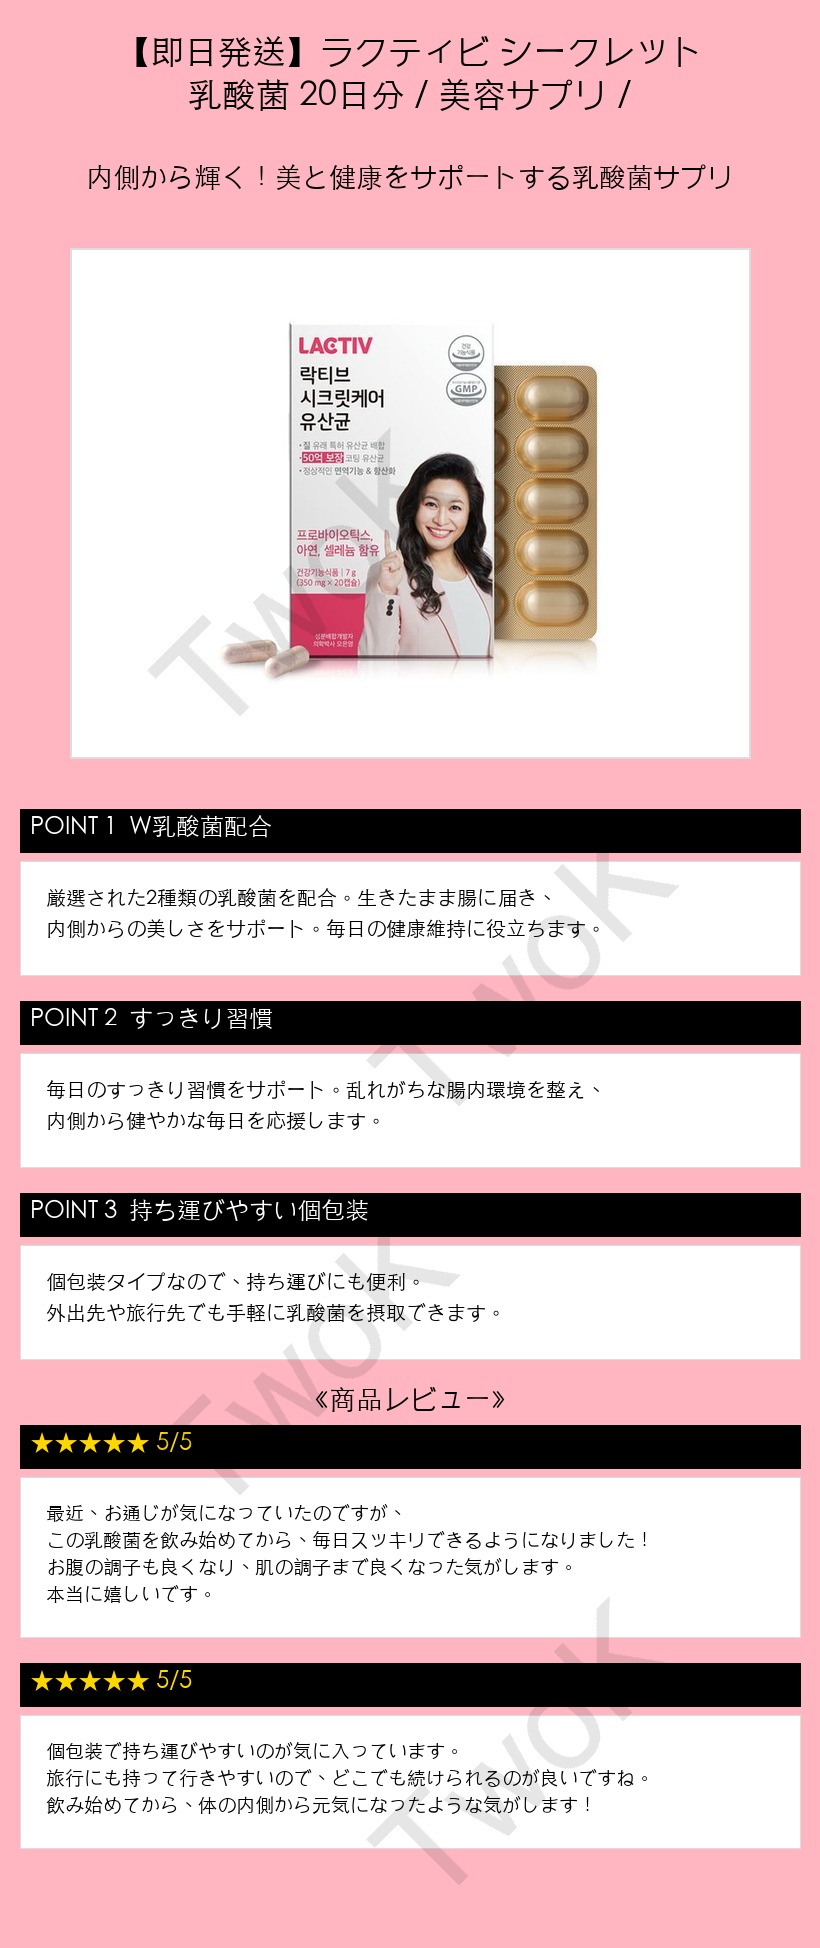 【即日発送】ラクティビ シークレット
乳酸菌 20日分 / 美容サプリ /
内側から輝く！美と健康をサポートする乳酸菌サプリ
LACTIV
락티브
시크릿케어
유산균
•질 유래 특허 유산균 배합
•50억 보장 코팅 유산균
•정상적인 면역기능 & 항산화
프로바이오틱스,
아연, 셀레늄 함유
건강기능식품 | 7 g
(350 mg × 20캡슐)
성분배합개발자
의학박사 오은영
건강
기능식품
GMP
TwoK
POINT 1 W乳酸菌配合
厳選された2種類の乳酸菌を配合。生きたまま腸に届き、
内側からの美しさをサポート。毎日の健康維持に役立ちます。
TwoK
POINT 2 すっきり習慣
毎日のすっきり習慣をサポート。乱れがちな腸内環境を整え、
内側から健やかな毎日を応援します。
POINT 3 持ち運びやすい個包装
個包装タイプなので、持ち運びにも便利。
外出先や旅行先でも手軽に乳酸菌を摂取できます。
TwoK
《商品レビュー》
★★★★★ 5/5
最近、お通じが気になっていたのですが、
この乳酸菌を飲み始めてから、毎日スッキリできるようになりました！
お腹の調子も良くなり、肌の調子まで良くなった気がします。
本当に嬉しいです。
★★★★★ 5/5
個包装で持ち運びやすいのが気に入っています。
旅行にも持って行きやすいので、どこでも続けられるのが良いですね。
飲み始めてから、体の内側から元気になったような気がします！
TwoK